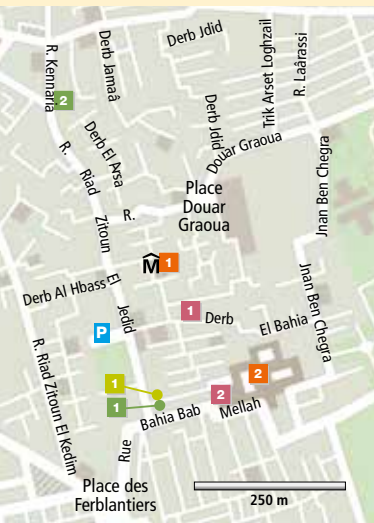 Derb Jdid
R. Kennaria
Derb Jamaâ
Trik Arset Loghzail
R. Laârassi
2
Derb El Arsa
Derb Jdid
Douar Graoua
R. Riad Zitoun El Jedid
R.
Place
Douar
Graoua
Jnan Ben Chegra
M 1
Derb Al Hbass
Jnan Ben Chegra
1
Derb El Bahia
P
R. Riad Zitoun El Kedim
2
1
1
2
Bahia Bab Mellah
Rue
Place des
Ferblantiers
250 m